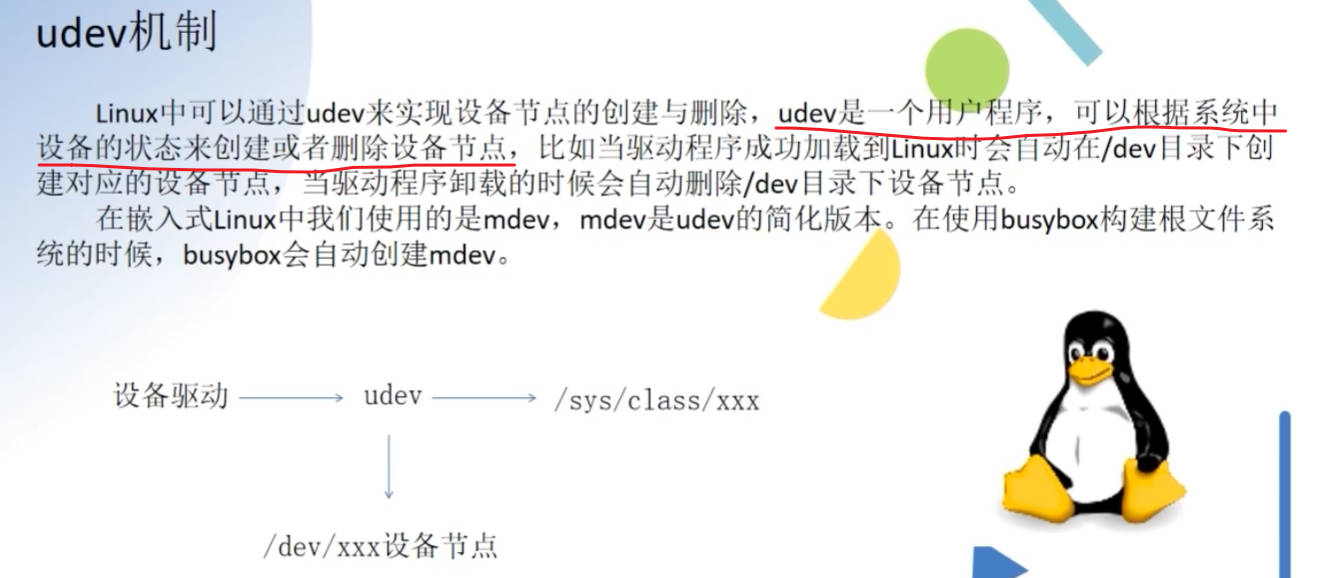 udev机制
Linux中可以通过udev来实现设备节点的创建与删除，udev是一个用户程序，可以根据系统中
设备的状态来创建或者删除设备节点，比如当驱动程序成功加载到Linux时会自动在/dev目录下创
建对应的设备节点，当驱动程序卸载的时候会自动删除/dev目录下设备节点。
在嵌入式Linux中我们使用的是mdev，mdev是udev的简化版本。在使用busybox构建根文件系
统的时候，busybox会自动创建mdev。
设备驱动 udev /sys/class/xxx
/dev/xxx设备节点